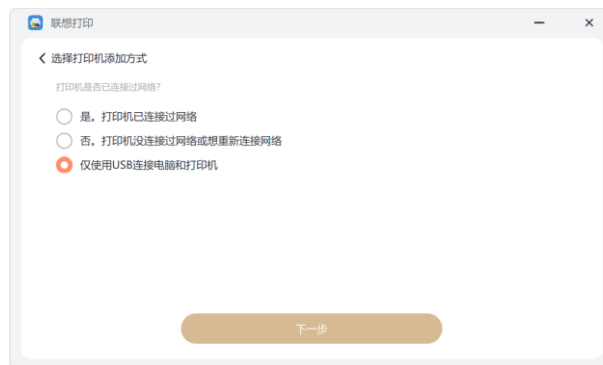 联想打印
选择打印机添加方式
打印机是否已连接过网络?
是，打印机已连接过网络
否，打印机没连接过网络或想重新连接网络
仅使用USB连接电脑和打印机
下一步